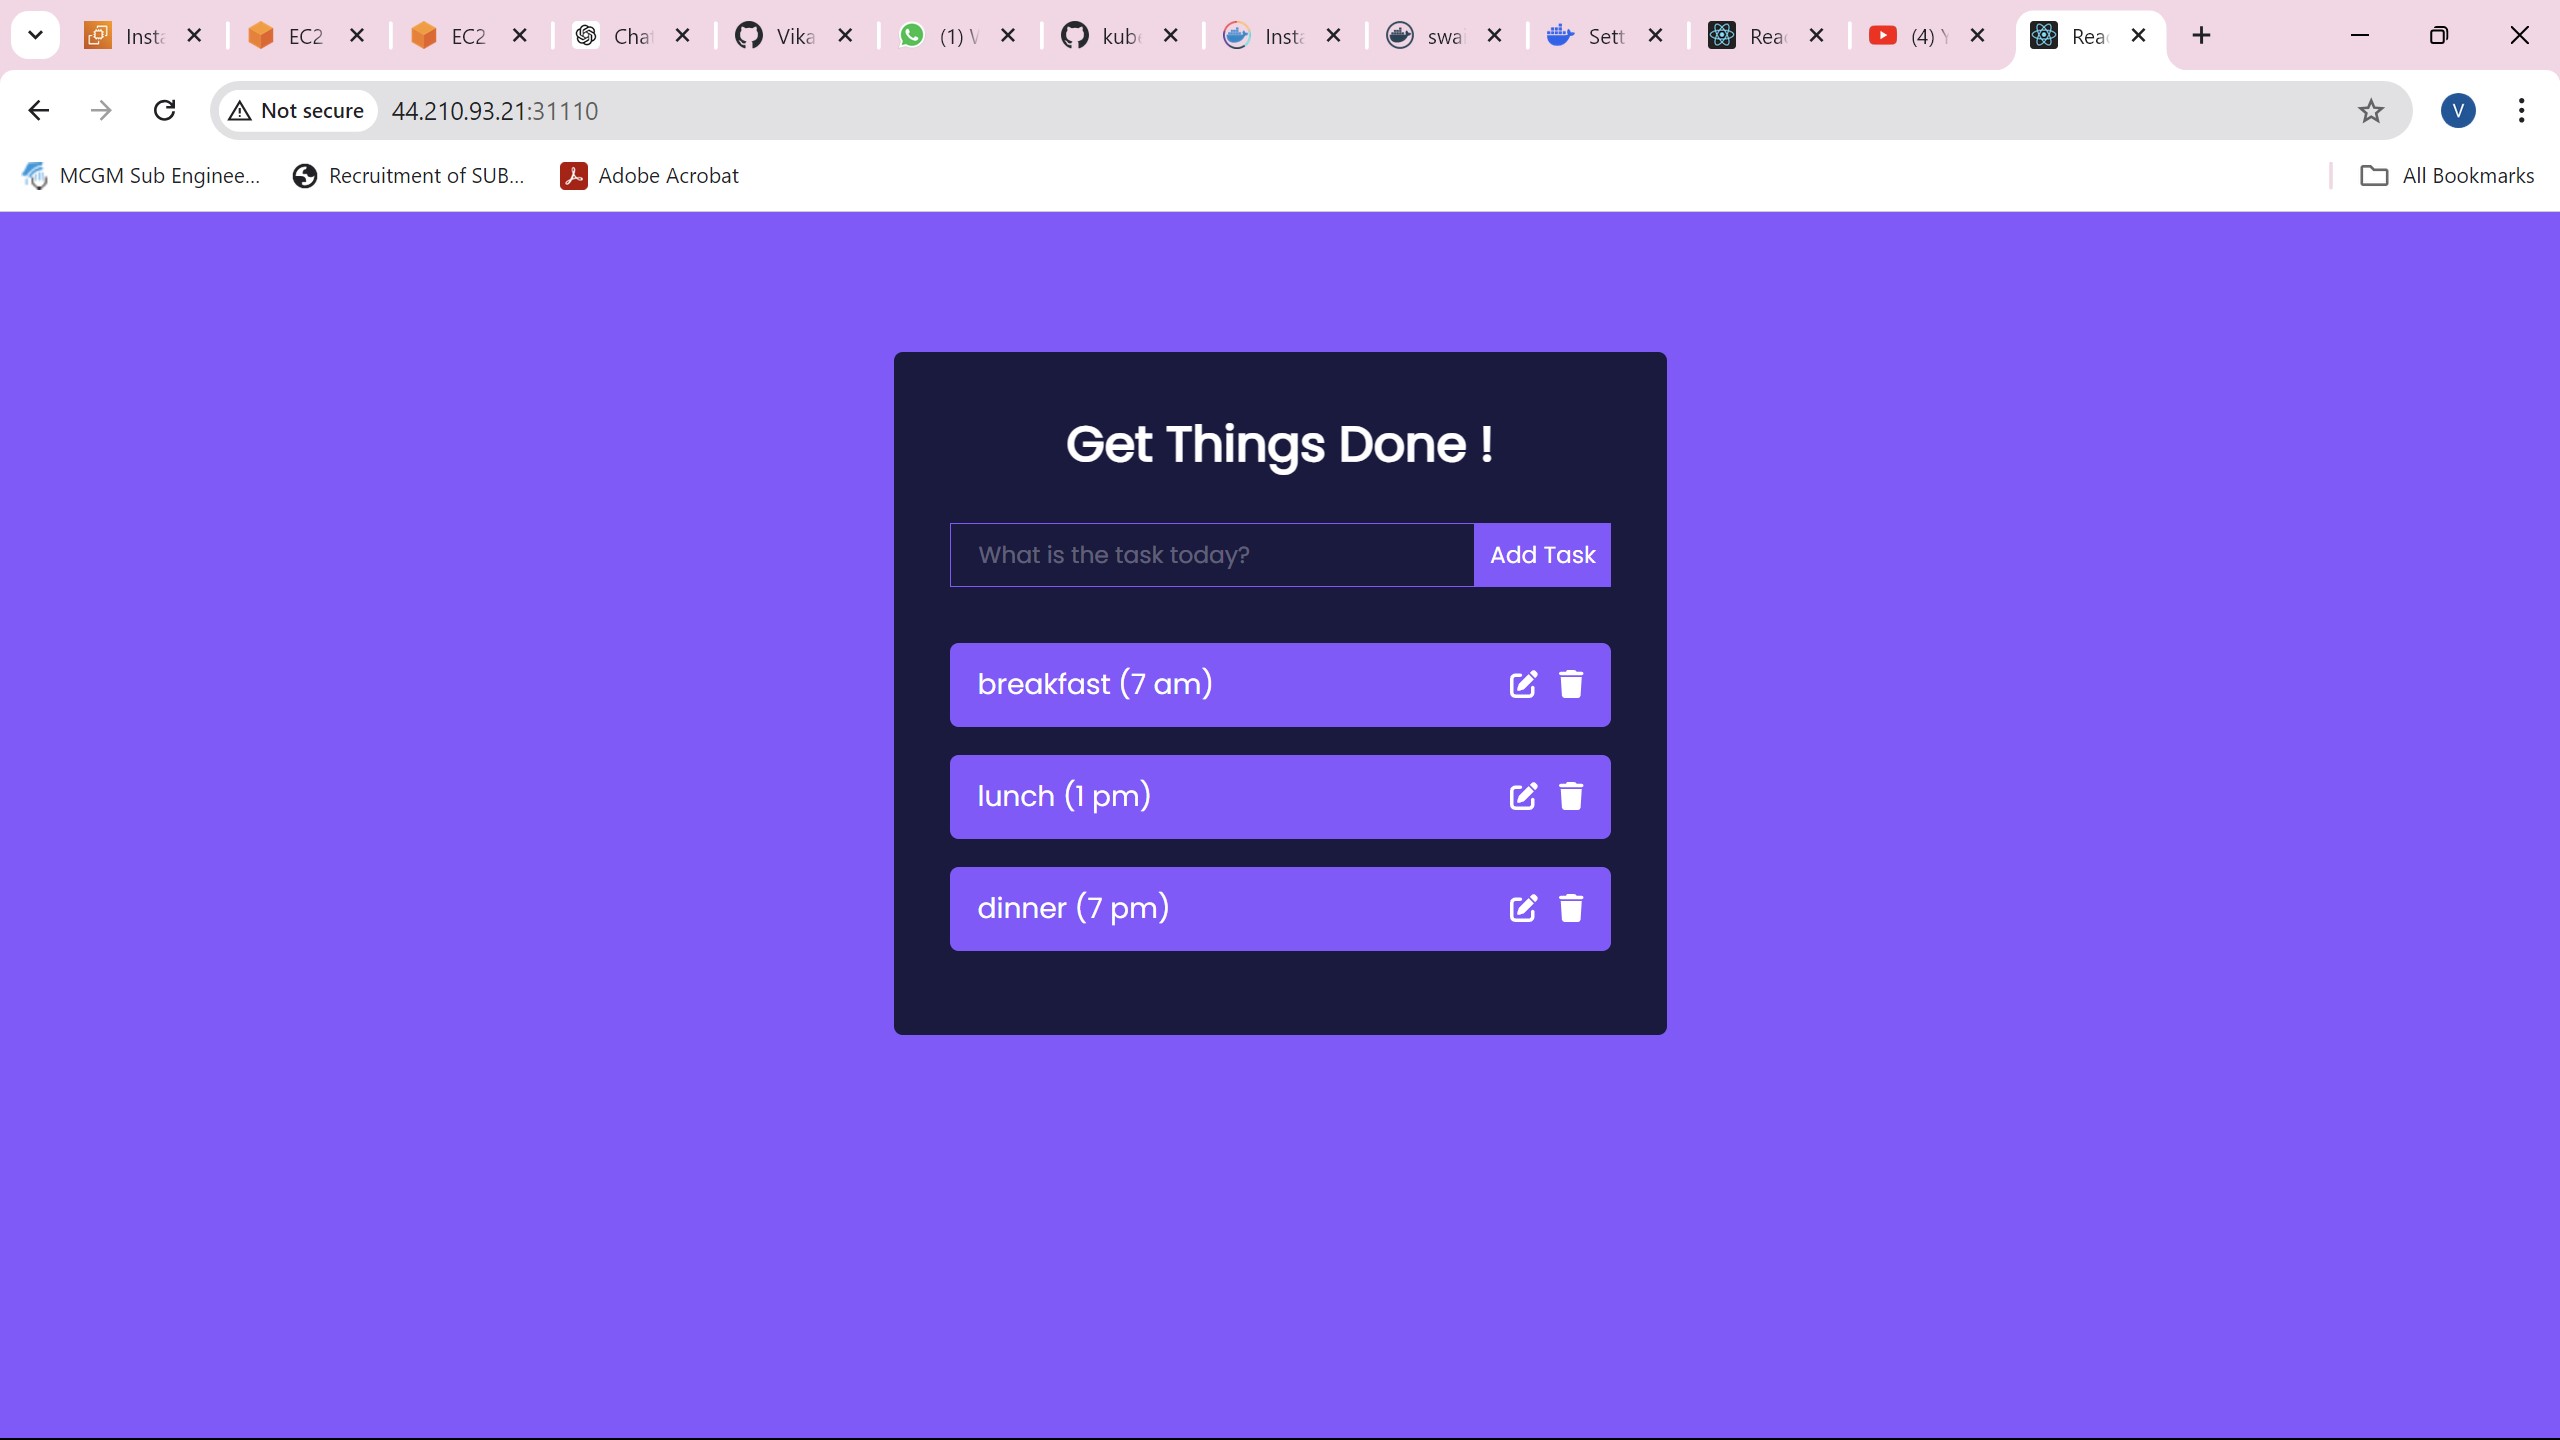 Insta
EC2
EC2
Cha
Vika
(1) V
kub
Insta
swa
Sett
Rea
(4) Y
Rea
Not secure
44.210.93.21:31110
V
MCGM Sub Enginee...
Recruitment of SUB...
Adobe Acrobat
All Bookmarks
Get Things Done !
What is the task today?
Add Task
breakfast (7 am)
lunch (1 pm)
dinner (7 pm)